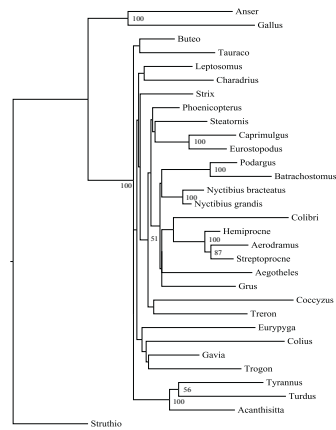 Anser
100
Gallus
Buteo
Tauraco
Leptosomus
Charadrius
Strix
Phoenicopterus
Steatornis
Caprimulgus
100
Eurostopodus
Podargus
100
Batrachostomus
100
Nyctibius bracteatus
100
Nyctibius grandis
Colibri
Hemiprocne
51
100
Aerodramus
87
Streptoprocne
Aegotheles
Grus
Coccyzus
Treron
Eurypyga
Colius
Gavia
Trogon
Tyrannus
56
Turdus
100
Acanthisitta
Struthio